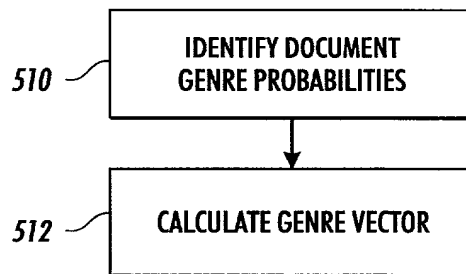 IDENTIFY DOCUMENT
510
GENRE PROBABILITIES
512
CALCULATE GENRE VECTOR